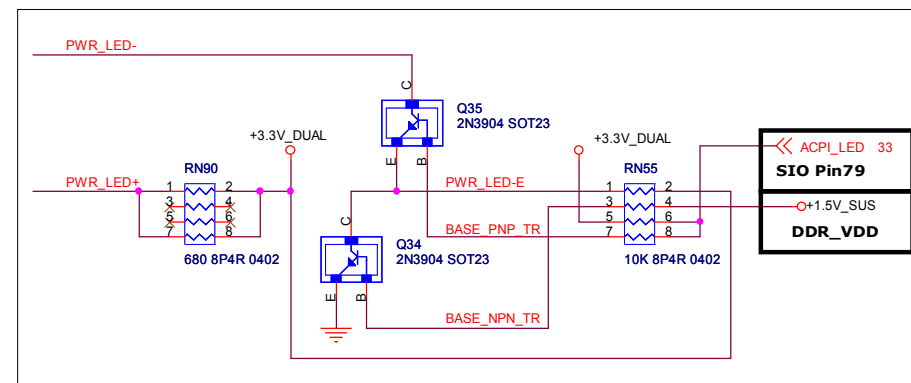 PWR_LED-
C
Q35
2N3904 SOT23
+3.3V_DUAL
+3.3V_DUAL
ACPI_LED 33
SIO Pin79
E
B
RN90
RN55
PWR_LED+
1 2
3 4
5 6
7 8
PWR_LED-E
1 2
3 4
5 6
7 8
+1.5V_SUS
DDR_VDD
C
Q34
2N3904 SOT23
BASE_PNP_TR
680 8P4R 0402
10K 8P4R 0402
E
B
BASE_NPN_TR